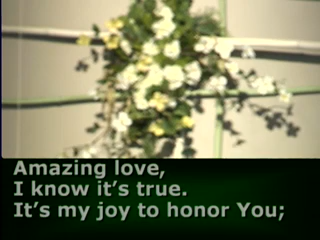 Amazing love,
I know it’s true.
It’s my joy to honor You;